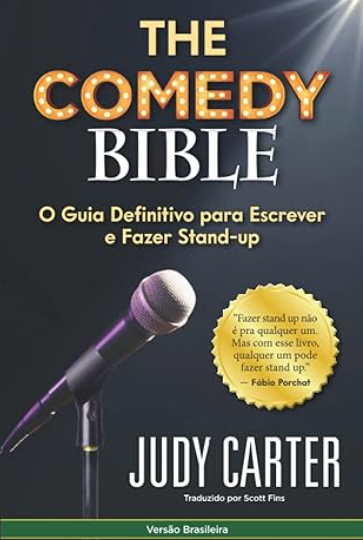 THE
COMEDY
BIBLE
O Guia Definitivo para Escrever
e Fazer Stand-up
"Fazer stand up não
é pra qualquer um.
Mas com esse livro,
qualquer um pode
fazer stand up."
— Fábio Porchat
JUDY CARTER
Traduzido por Scott Fins
Versão Brasileira